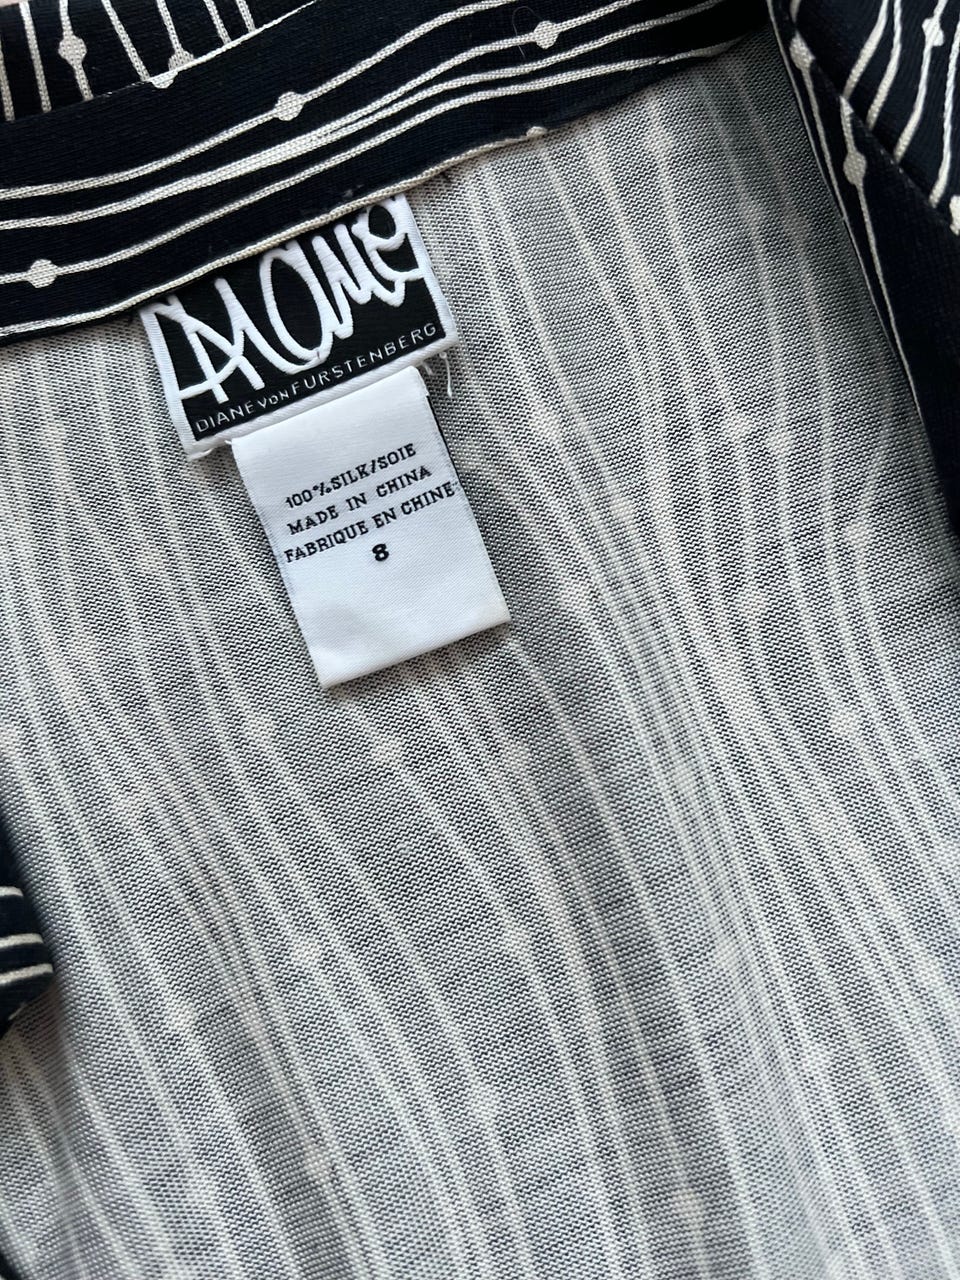 Diane
DIANE VON FURSTENBERG
100% SILK/SOIE
MADE IN CHINA
FABRIQUE EN CHINE
8